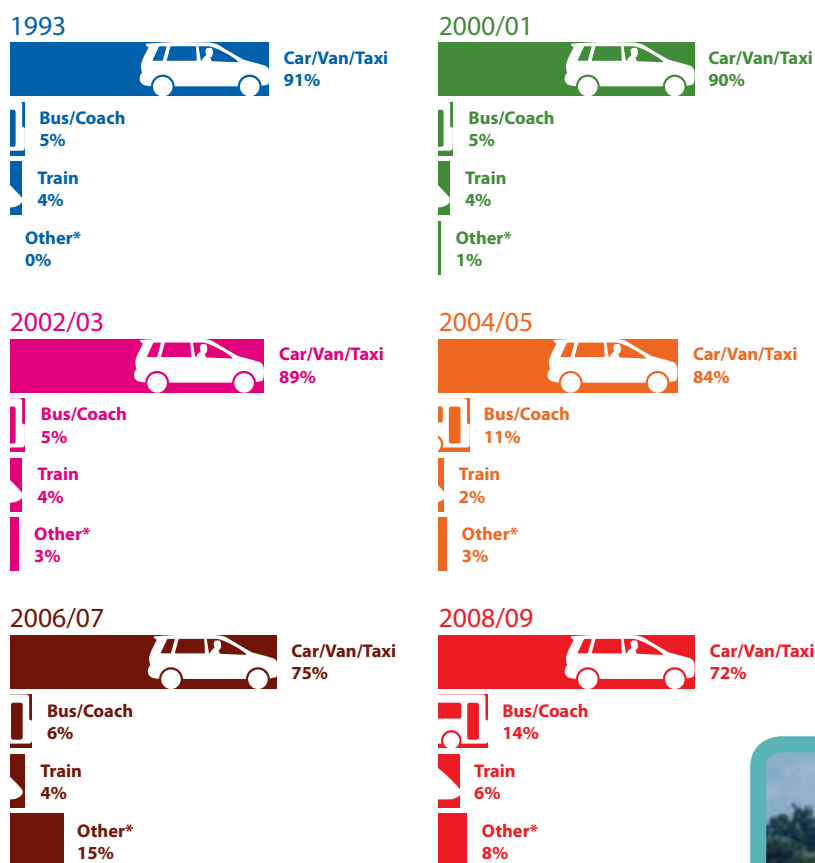 1993
Car/Van/Taxi
91%
Bus/Coach
5%
Train
4%
Other*
0%
2000/01
Car/Van/Taxi
90%
Bus/Coach
5%
Train
4%
Other*
1%
2002/03
Car/Van/Taxi
89%
Bus/Coach
5%
Train
4%
Other*
3%
2004/05
Car/Van/Taxi
84%
Bus/Coach
11%
Train
2%
Other*
3%
2006/07
Car/Van/Taxi
75%
Bus/Coach
6%
Train
4%
Other*
15%
2008/09
Car/Van/Taxi
72%
Bus/Coach
14%
Train
6%
Other*
8%